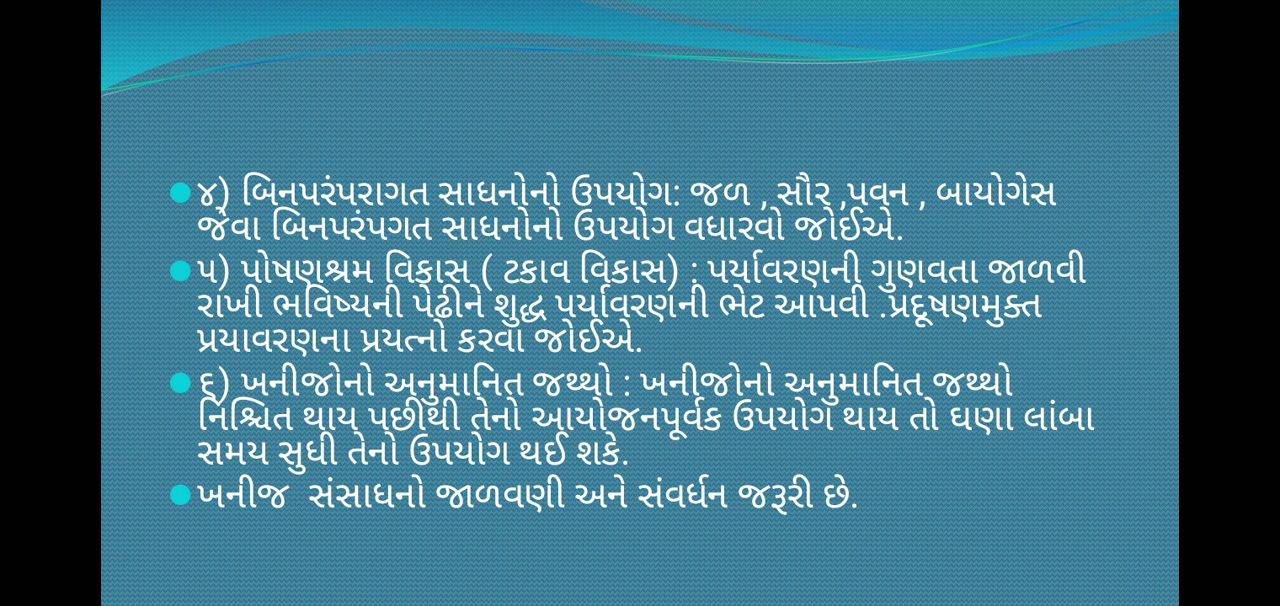 ૪) બિનપરંપરાગત સાધનોનો ઉપયોગ: જળ , સૌર ,પવન , બાયોગેસ
જેવા બિનપરંપગત સાધનોનો ઉપયોગ વધારવો જોઈએ.
૫) પોષણશ્રમ વિકાસ ( ટકાવ વિકાસ) : પર્યાવરણની ગુણવતા જાળવી
રાખી ભવિષ્યની પેઢીને શુદ્ધ પર્યાવરણની ભેટ આપવી .પ્રદૂષણમુક્ત
પ્રયાવરણના પ્રયત્નો કરવા જોઈએ.
૬) ખનીજોનો અનુમાનિત જથ્થો : ખનીજોનો અનુમાનિત જથ્થો
નિશ્ચિત થાય પછીથી તેનો આયોજનપૂર્વક ઉપયોગ થાય તો ઘણા લાંબા
સમય સુધી તેનો ઉપયોગ થઈ શકે.
ખનીજ  સંસાધનો જાળવણી અને સંવર્ધન જરૂરી છે.